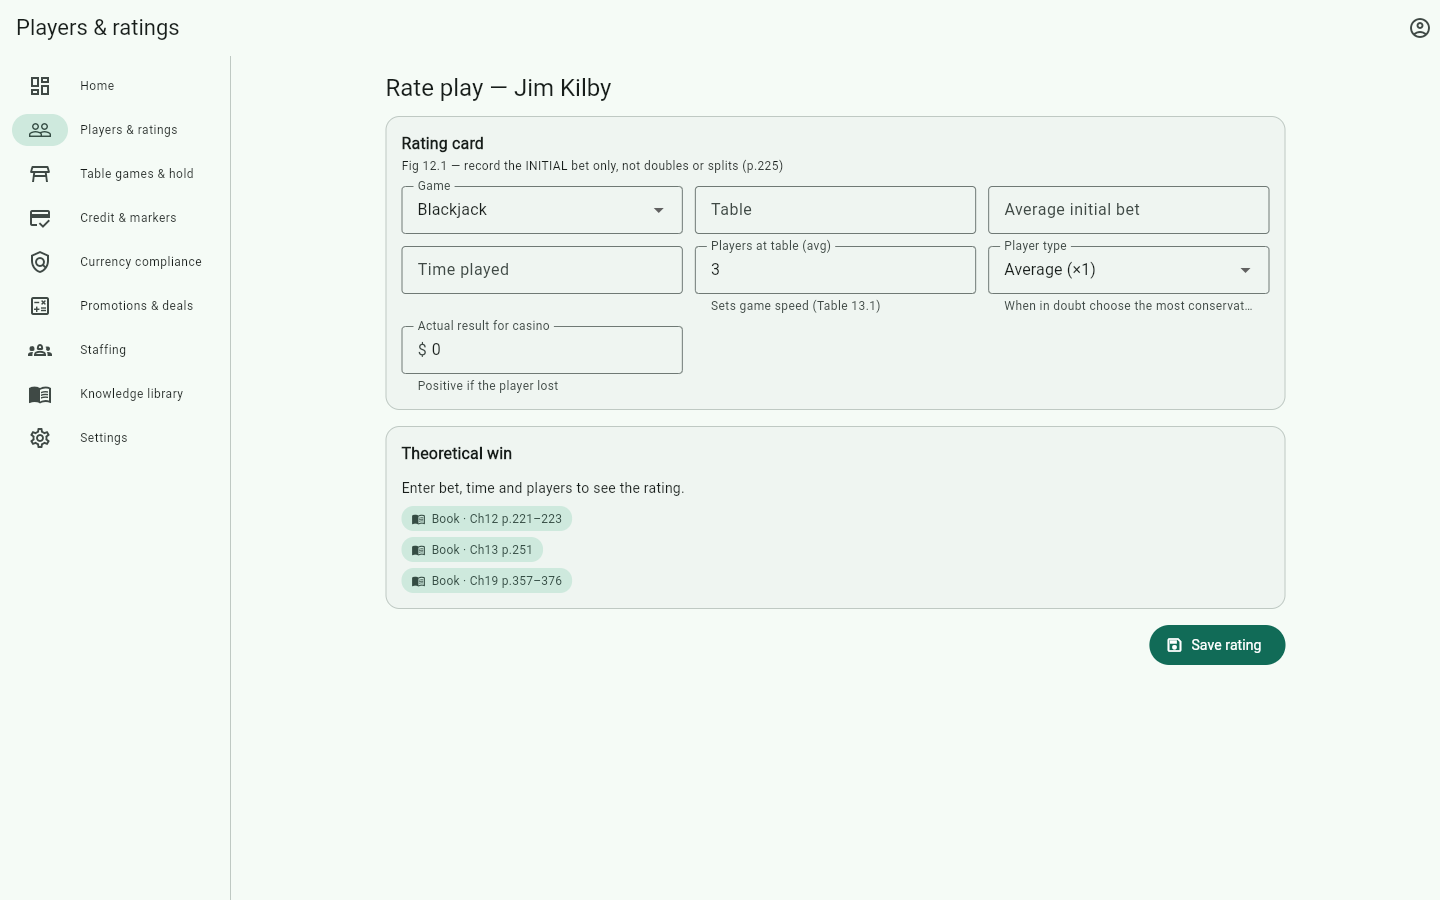 Players & ratings
Home
Players & ratings
Table games & hold
Credit & markers
Currency compliance
Promotions & deals
Staffing
Knowledge library
Settings
Rate play — Jim Kilby
Rating card
Fig 12.1 — record the INITIAL bet only, not doubles or splits (p.225)
Game
Blackjack
Table
Average initial bet
Time played
Players at table (avg)
3
Sets game speed (Table 13.1)
Player type
Average (×1)
When in doubt choose the most conservat…
Actual result for casino
$ 0
Positive if the player lost
Theoretical win
Enter bet, time and players to see the rating.
Book · Ch12 p.221–223
Book · Ch13 p.251
Book · Ch19 p.357–376
Save rating